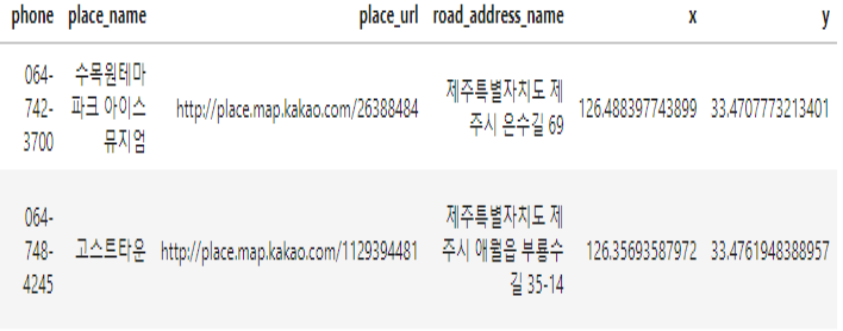 phone place_name place_url road_address_name x y
064-
742-
3700
수목원테마
파크 아이스
뮤지엄
http://place.map.kakao.com/26388484
제주특별자치도 제
주시 은수길 69
126.488397743899 33.4707773213401
064-
748-
4245
고스트타운
http://place.map.kakao.com/1129394481
제주특별자치도 제
주시 애월읍 부룡수
길 35-14
126.35693587972 33.4761948388957